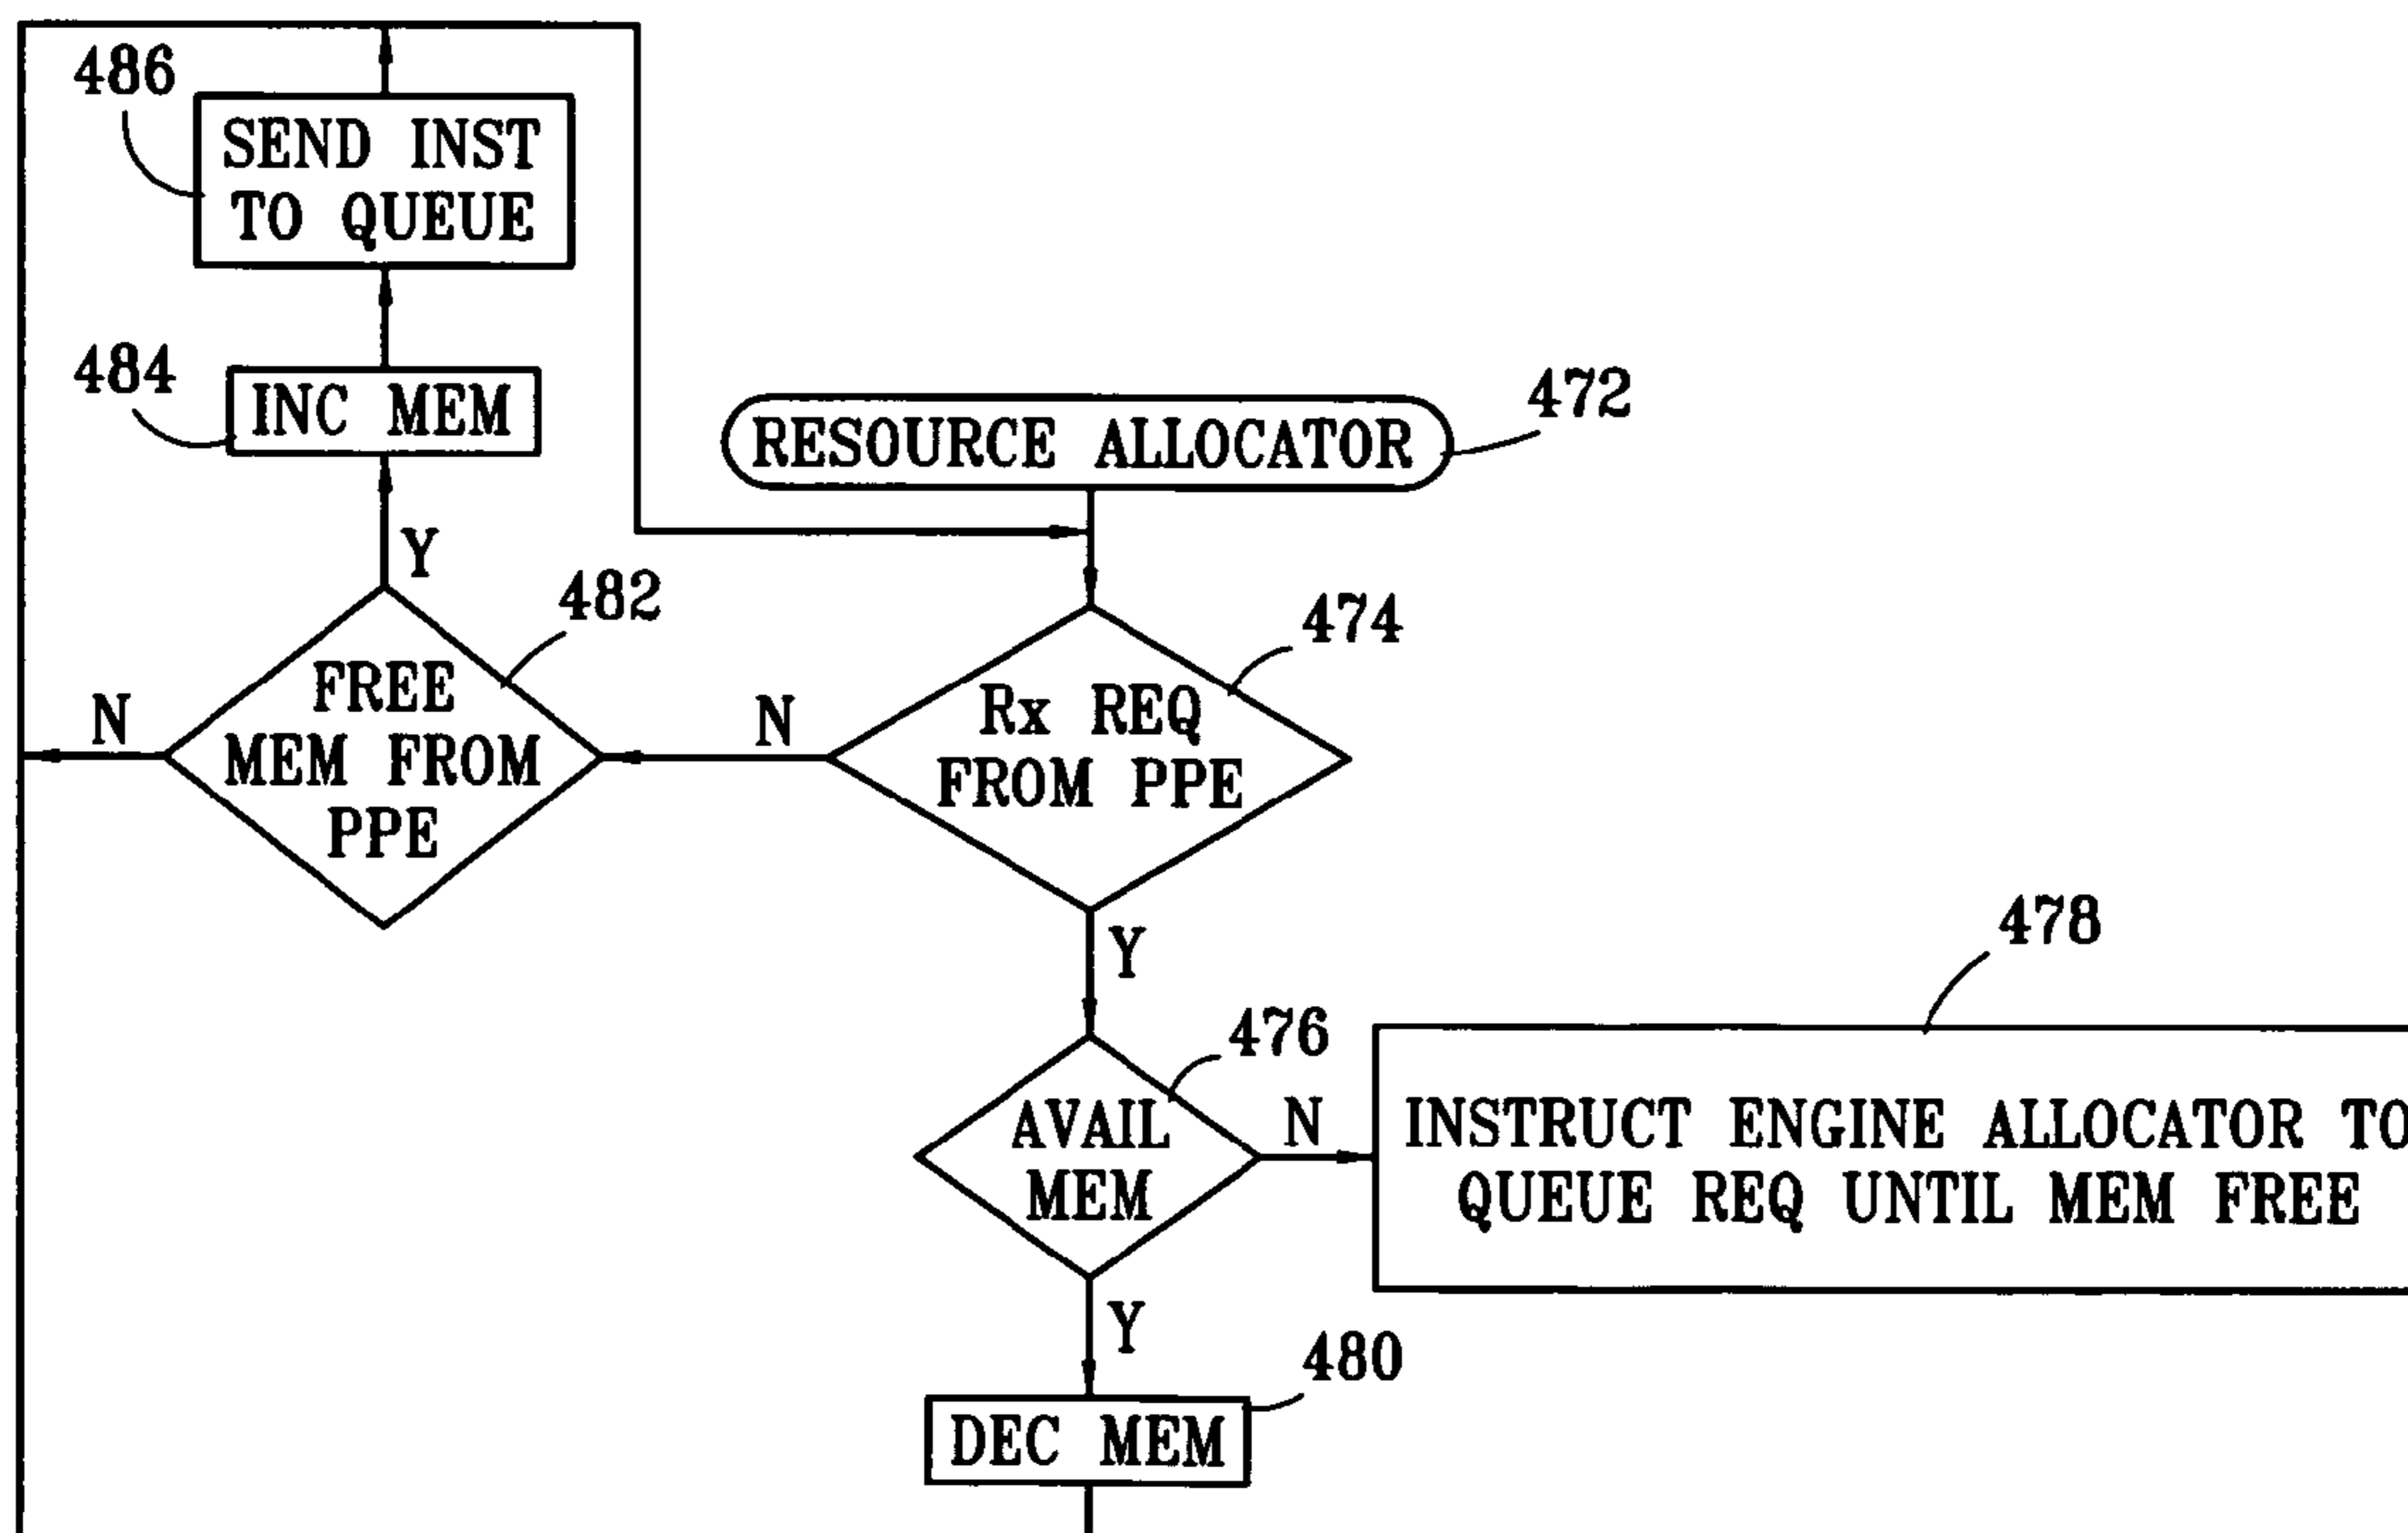 486
SEND INST
TO QUEUE
484
INC MEM
RESOURCE ALLOCATOR
472
Y
482
FREE
MEM FROM
PPE
N
N
474
Rx REQ
FROM PPE
Y
478
476
AVAIL
MEM
N
INSTRUCT ENGINE ALLOCATOR TO
QUEUE REQ UNTIL MEM FREE
Y
480
DEC MEM